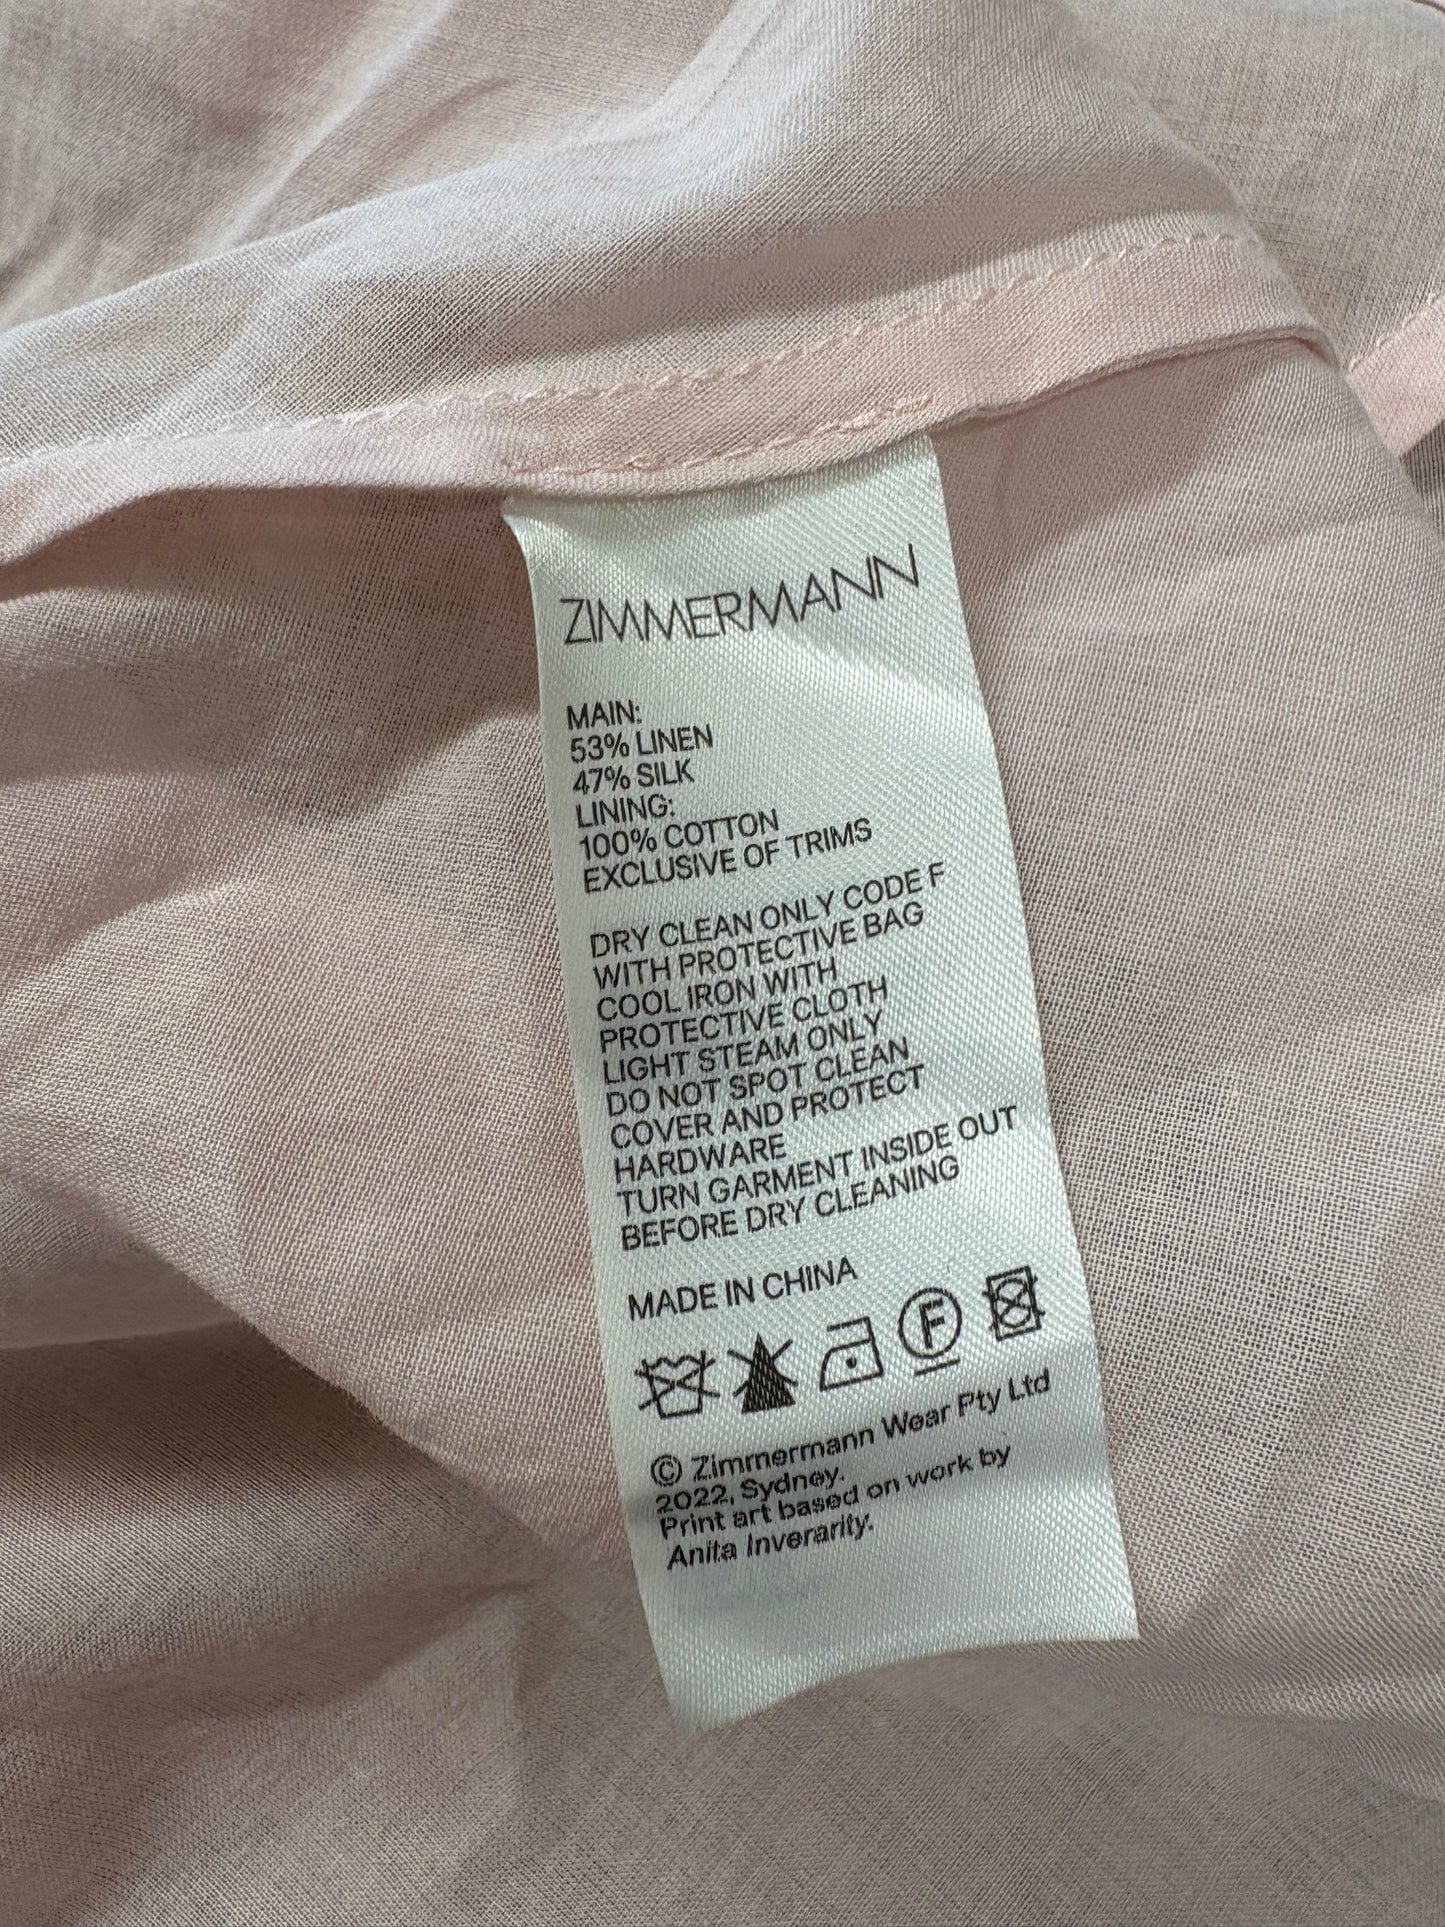 ZIMMERMANN
MAIN:
53% LINEN
47% SILK
LINING:
100% COTTON
EXCLUSIVE OF TRIMS
DRY CLEAN ONLY CODE F
WITH PROTECTIVE BAG
COOL IRON WITH
PROTECTIVE CLOTH
LIGHT STEAM ONLY
DO NOT SPOT CLEAN
COVER AND PROTECT
HARDWARE
TURN GARMENT INSIDE OUT
BEFORE DRY CLEANING
MADE IN CHINA
F
© Zimmermann Wear Pty Ltd
2022, Sydney.
Print art based on work by
Anita Inverarity.